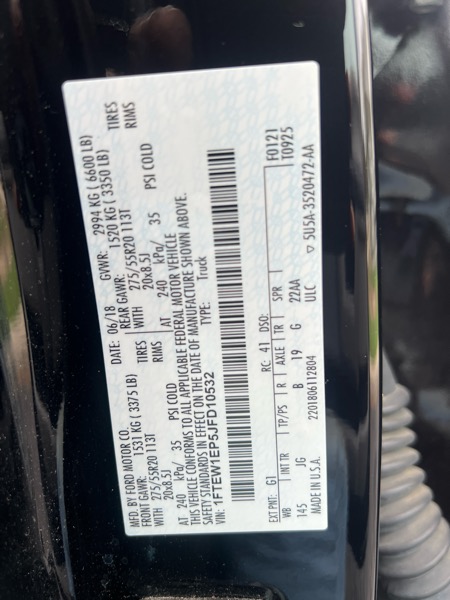 MFD. BY FORD MOTOR CO.
DATE: 06/18 GVWR: 2994 KG ( 6600 LB)
FRONT GAWR: 1531 KG ( 3375 LB) REAR GAWR: 1520 KG ( 3350 LB)
WITH 275/55R20 113T TIRES WITH 275/55R20 113T TIRES
20x8.5J RIMS 20x8.5J RIMS
AT 240 kPa/ 35 PSI COLD AT 240 kPa/ 35 PSI COLD
THIS VEHICLE CONFORMS TO ALL APPLICABLE FEDERAL MOTOR VEHICLE
SAFETY STANDARDS IN EFFECT ON THE DATE OF MANUFACTURE SHOWN ABOVE.
VIN: 1FTEW1EP5JFD10532 TYPE: Truck
F0121
T0925
EXT PNT: G1 RC: 41 DSO:
WB INT TR TP/PS R AXLE TR SPR
145 JG B 19 G 22AA
MADE IN U.S.A. 2201806112804 ULC ▽ 5U5A-3520472-AA